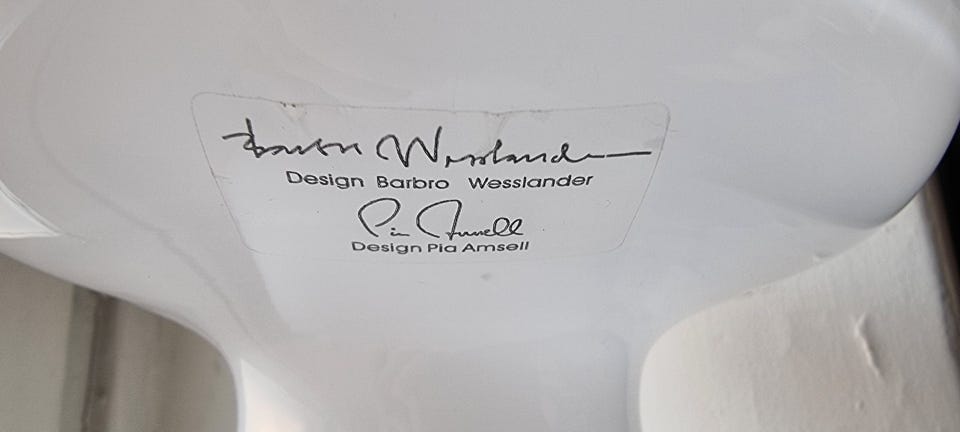 Barbro Wesslander
Design Barbro Wesslander
Pia Amsell
Design Pia Amsell